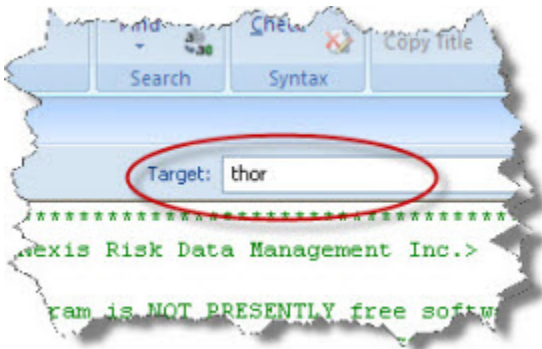 Search Syntax Copy Title
Target: thor
*****************************
exis Risk Data Management Inc.>
ram is NOT PRESENTLY free softw